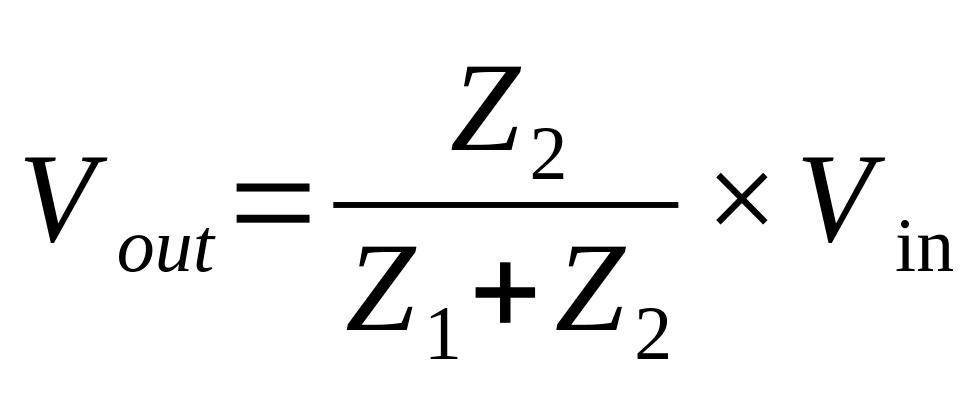 V_out = Z_2 / (Z_1 + Z_2) × V_in